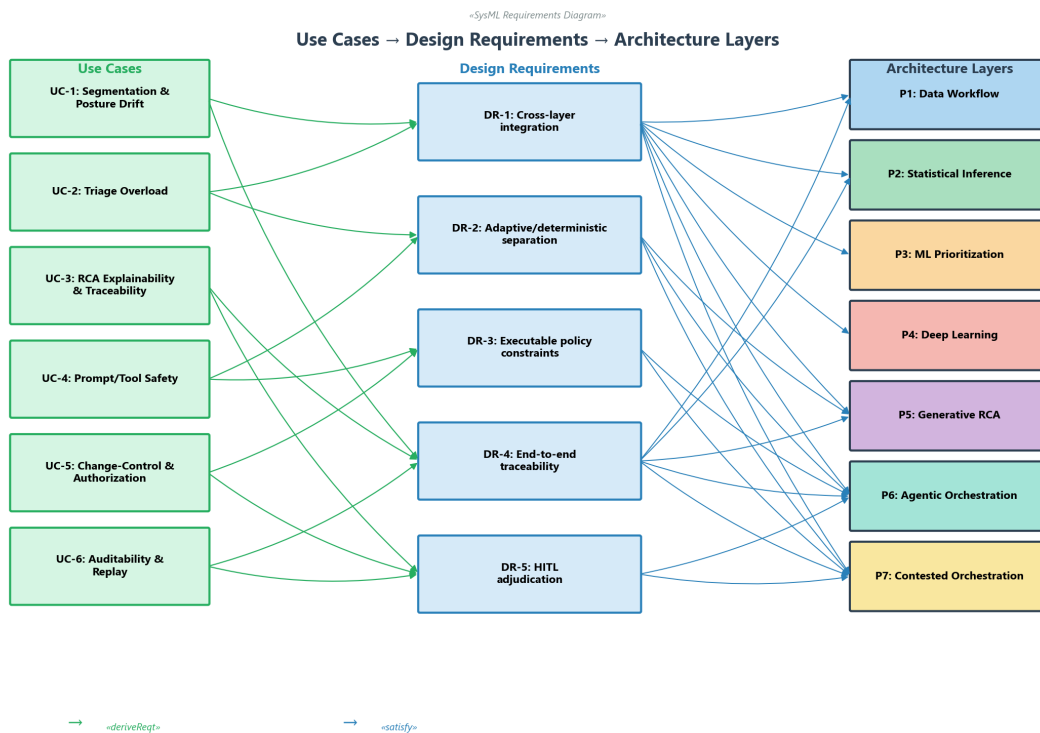 «SysML Requirements Diagram»
Use Cases → Design Requirements → Architecture Layers
Use Cases
UC-1: Segmentation &
Posture Drift
UC-2: Triage Overload
UC-3: RCA Explainability
& Traceability
UC-4: Prompt/Tool Safety
UC-5: Change-Control &
Authorization
UC-6: Auditability &
Replay
Design Requirements
DR-1: Cross-layer
integration
DR-2: Adaptive/deterministic
separation
DR-3: Executable policy
constraints
DR-4: End-to-end
traceability
DR-5: HITL
adjudication
Architecture Layers
P1: Data Workflow
P2: Statistical Inference
P3: ML Prioritization
P4: Deep Learning
P5: Generative RCA
P6: Agentic Orchestration
P7: Contested Orchestration
→ «deriveReqt»
→ «satisfy»